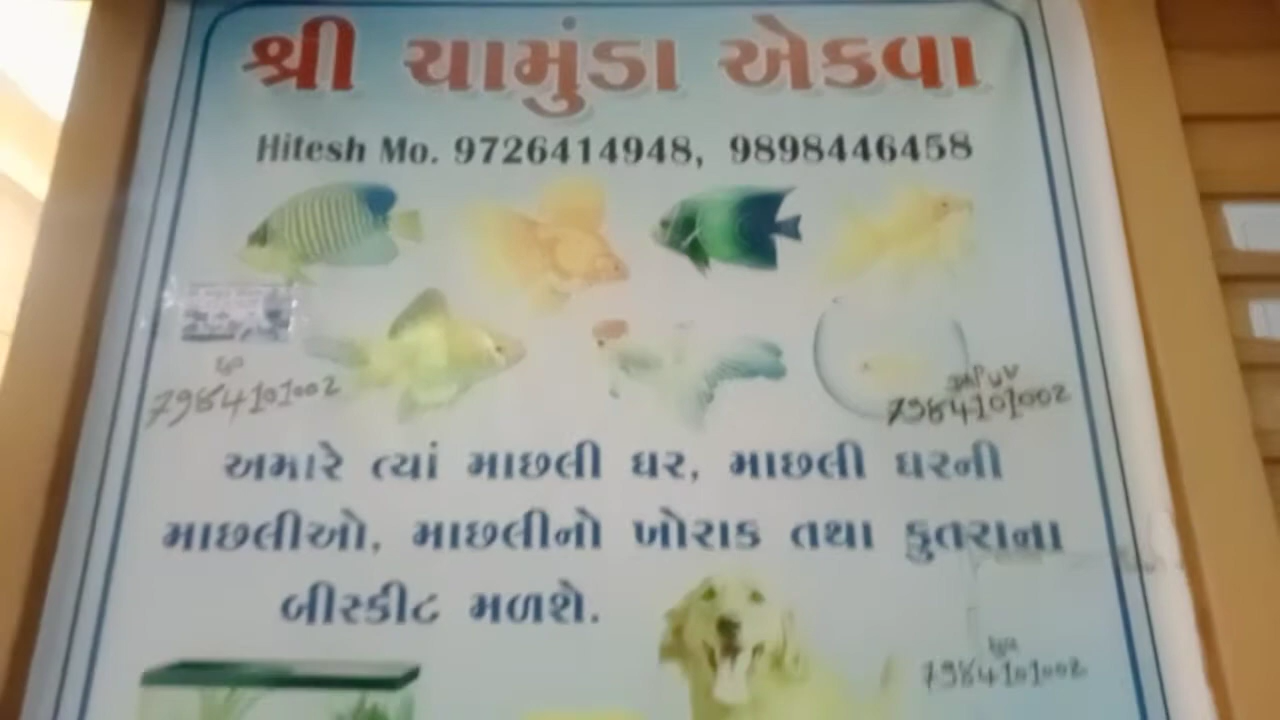 શ્રી ચામુંડા એકવા
Hitesh Mo. 9726414948, 9898446458
7984101002
7984101002
અમારે ત્યાં માછલી ઘર, માછલી ઘરની
માછલીઓ, માછલીનો ખોરાક તથા કુતરાના
બીસ્કીટ મળશે.
7984101002